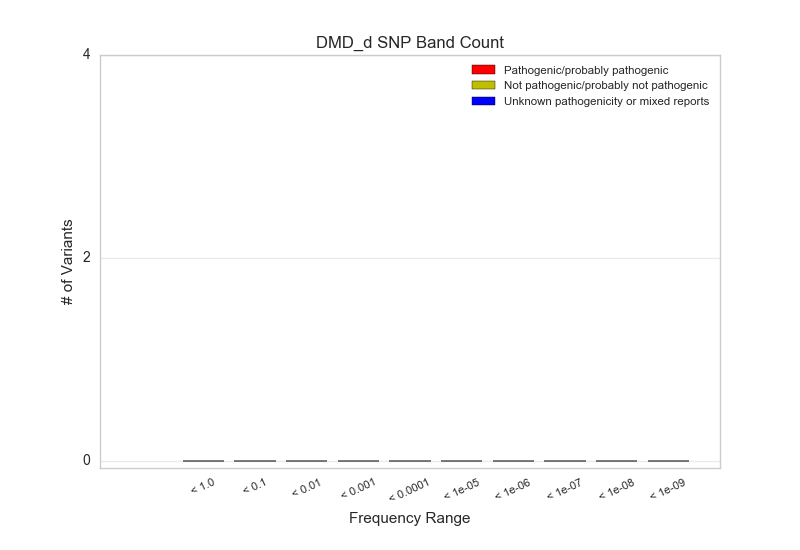 DMD_d SNP Band Count
4
Pathogenic/probably pathogenic
Not pathogenic/probably not pathogenic
Unknown pathogenicity or mixed reports
# of Variants
2
0
< 1.0
< 0.1
< 0.01
< 0.001
< 0.0001
< 1e-05
< 1e-06
< 1e-07
< 1e-08
< 1e-09
Frequency Range